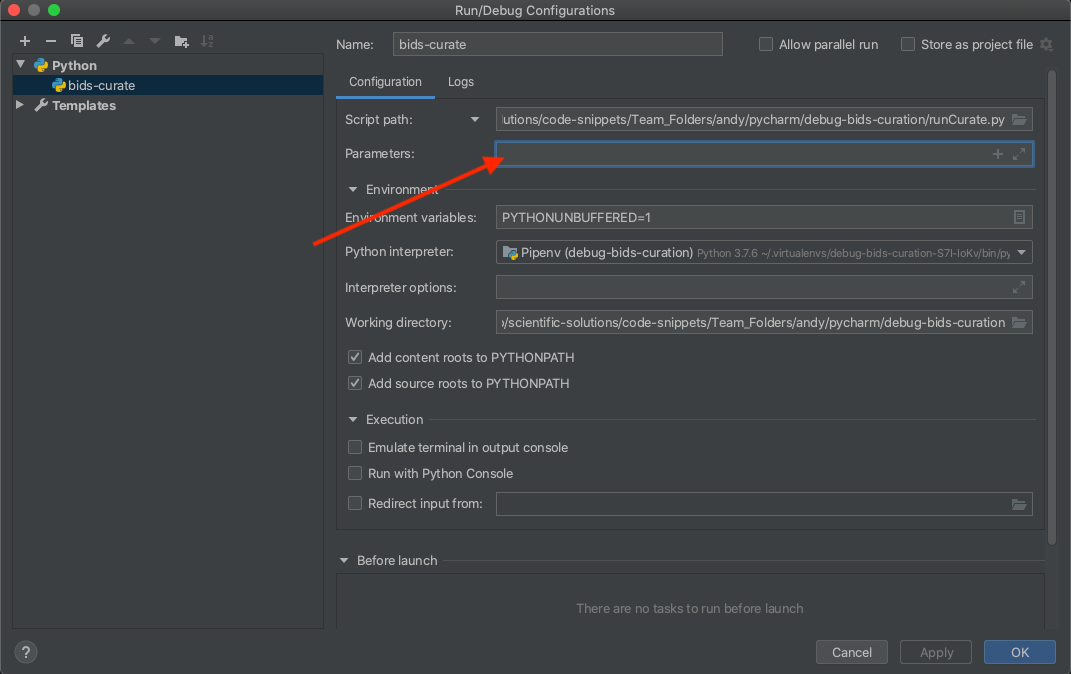 Run/Debug Configurations
Name: bids-curate Allow parallel run Store as project file
Python
bids-curate
Templates
Configuration Logs
Script path: utions/code-snippets/Team_Folders/andy/pycharm/debug-bids-curation/runCurate.py
Parameters:
Environment
Environment variables: PYTHONUNBUFFERED=1
Python interpreter: Pipenv (debug-bids-curation) Python 3.7.6 ~/.virtualenvs/debug-bids-curation-S7l-IoKv/bin/py
Interpreter options:
Working directory: /scientific-solutions/code-snippets/Team_Folders/andy/pycharm/debug-bids-curation
Add content roots to PYTHONPATH
Add source roots to PYTHONPATH
Execution
Emulate terminal in output console
Run with Python Console
Redirect input from:
Before launch
There are no tasks to run before launch
? Cancel Apply OK